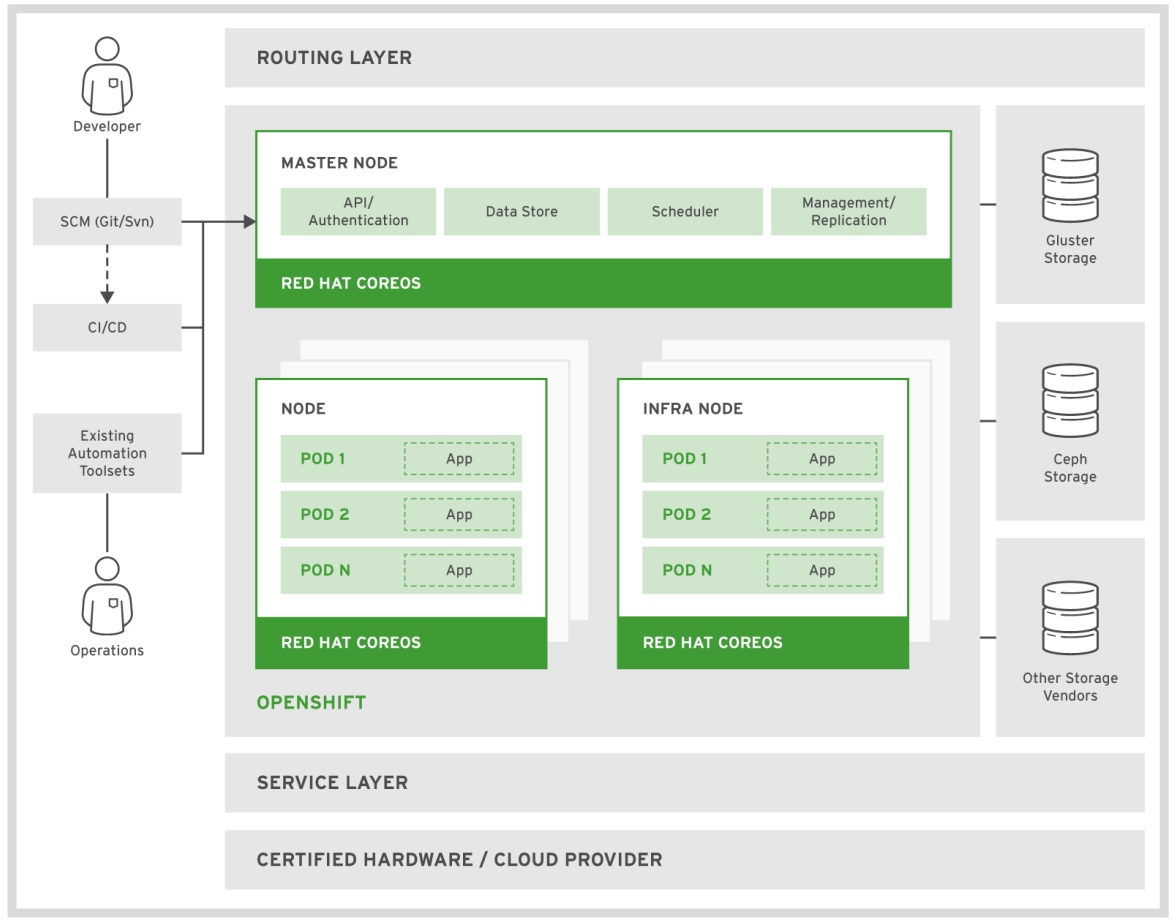 Developer
SCM (Git/Svn)
CI/CD
Existing
Automation
Toolsets
Operations
ROUTING LAYER
MASTER NODE
API/
Authentication
Data Store
Scheduler
Management/
Replication
RED HAT COREOS
NODE
POD 1 App
POD 2 App
POD N App
RED HAT COREOS
INFRA NODE
POD 1 App
POD 2 App
POD N App
RED HAT COREOS
OPENSHIFT
Gluster
Storage
Ceph
Storage
Other Storage
Vendors
SERVICE LAYER
CERTIFIED HARDWARE / CLOUD PROVIDER